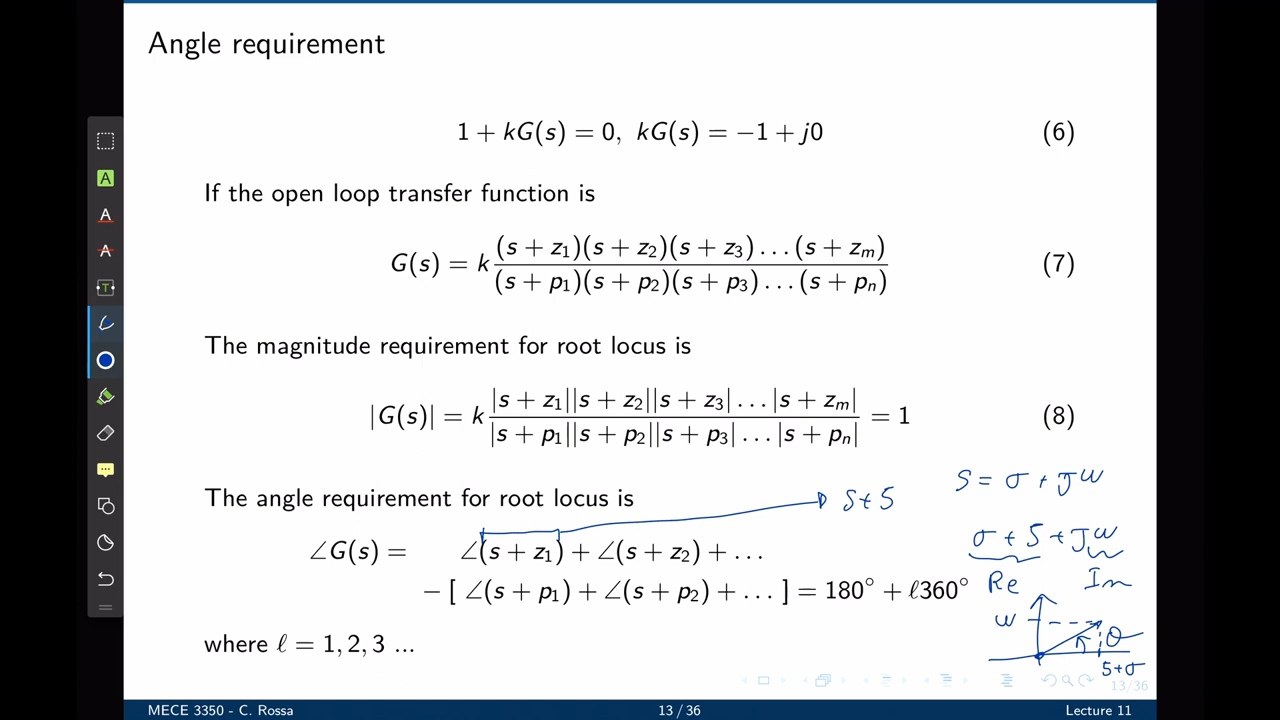 Angle requirement
1 + kG(s) = 0, kG(s) = −1 + j0 (6)
If the open loop transfer function is
G(s) = k (s + z₁)(s + z₂)(s + z₃) . . . (s + zₘ) / (s + p₁)(s + p₂)(s + p₃) . . . (s + pₙ) (7)
The magnitude requirement for root locus is
|G(s)| = k |s + z₁||s + z₂||s + z₃| . . . |s + zₘ| / |s + p₁||s + p₂||s + p₃| . . . |s + pₙ| = 1 (8)
The angle requirement for root locus is
s+5
s = σ + jω
∠G(s) = ∠(s + z₁) + ∠(s + z₂) + . . .
σ + 5 + jω
− [ ∠(s + p₁) + ∠(s + p₂) + . . . ] = 180° + ℓ360°
Re Im
ω
θ
5+σ
where ℓ = 1, 2, 3 ...
13/36
MECE 3350 - C. Rossa 13 / 36 Lecture 11
A
A
A
T